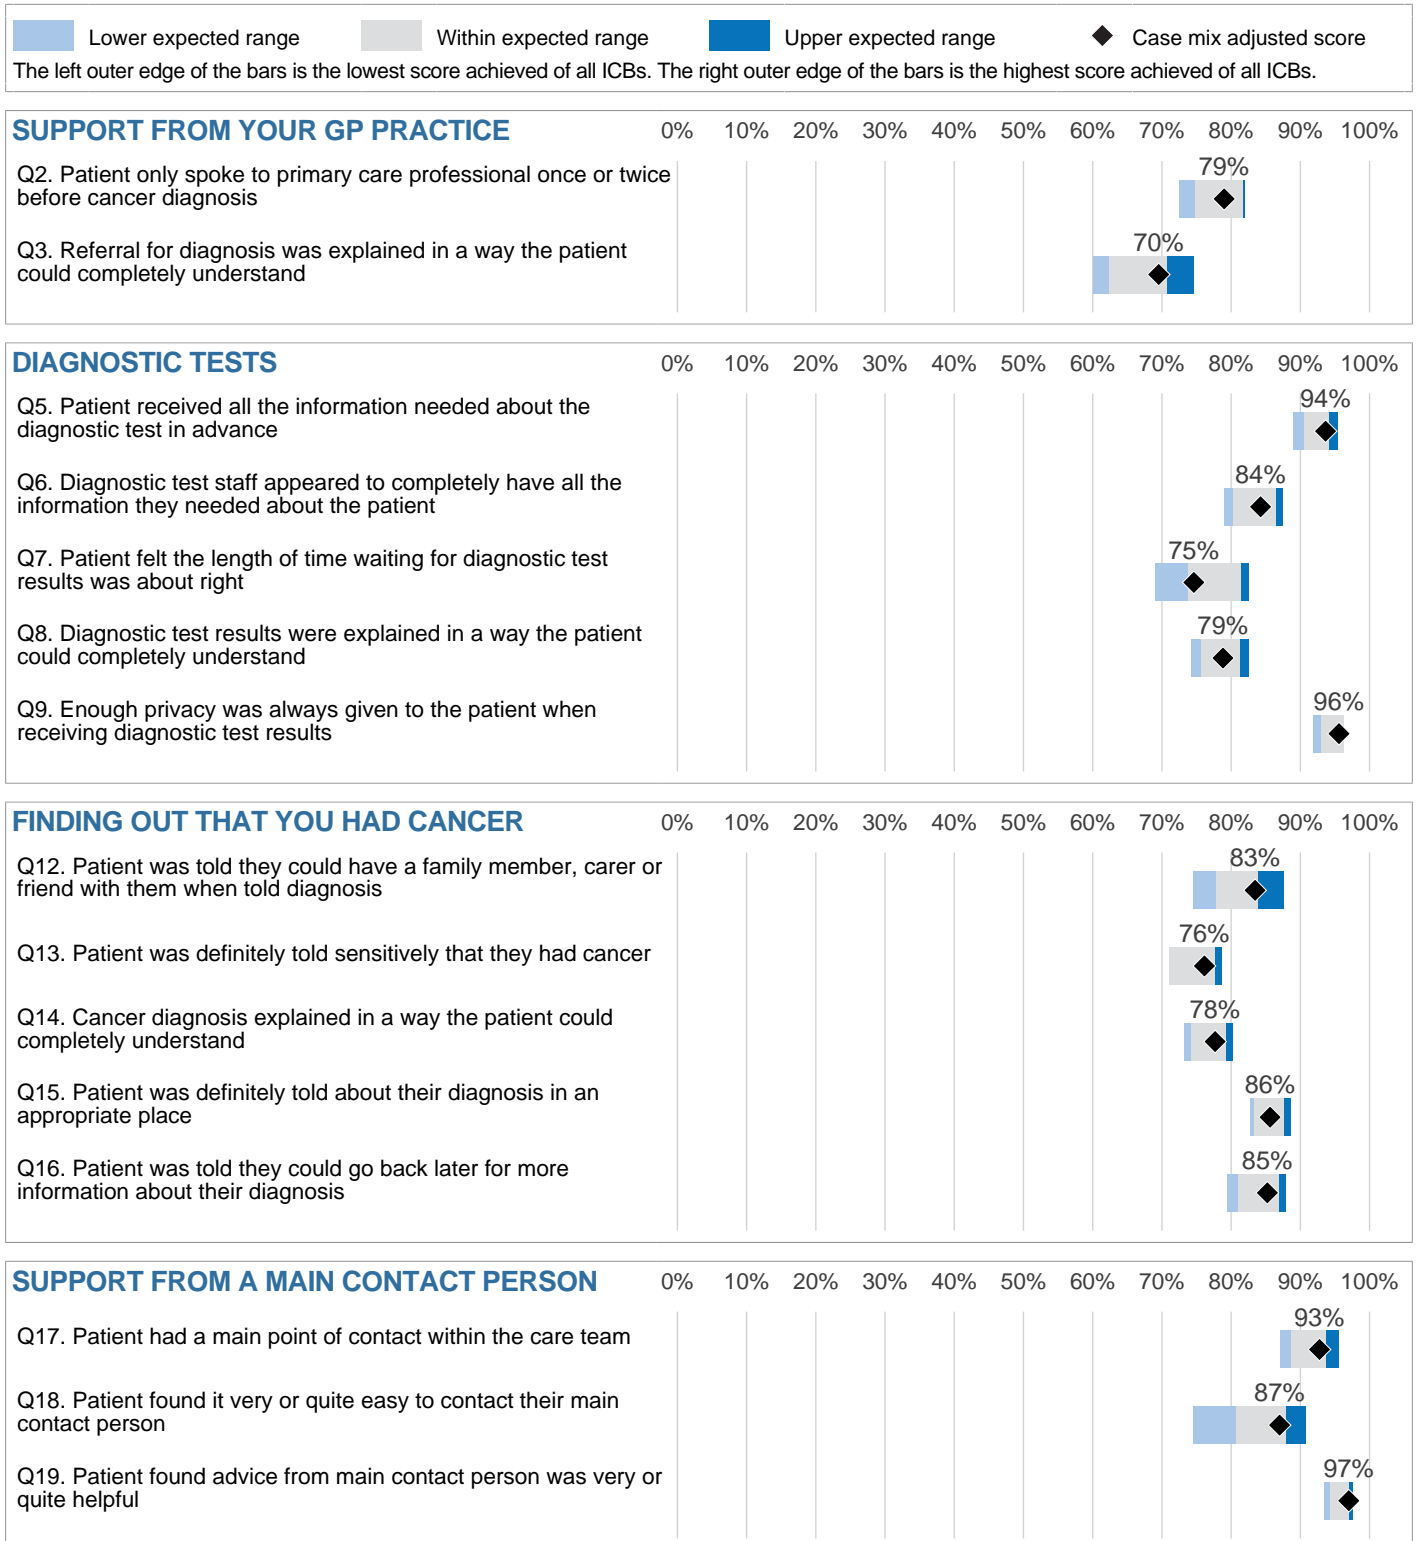 Lower expected range Within expected range Upper expected range Case mix adjusted score
The left outer edge of the bars is the lowest score achieved of all ICBs. The right outer edge of the bars is the highest score achieved of all ICBs.
SUPPORT FROM YOUR GP PRACTICE 0% 10% 20% 30% 40% 50% 60% 70% 80% 90% 100%
79%
Q2. Patient only spoke to primary care professional once or twice
before cancer diagnosis
70%
Q3. Referral for diagnosis was explained in a way the patient
could completely understand
DIAGNOSTIC TESTS 0% 10% 20% 30% 40% 50% 60% 70% 80% 90% 100%
94%
Q5. Patient received all the information needed about the
diagnostic test in advance
84%
Q6. Diagnostic test staff appeared to completely have all the
information they needed about the patient
75%
Q7. Patient felt the length of time waiting for diagnostic test
results was about right
79%
Q8. Diagnostic test results were explained in a way the patient
could completely understand
96%
Q9. Enough privacy was always given to the patient when
receiving diagnostic test results
FINDING OUT THAT YOU HAD CANCER 0% 10% 20% 30% 40% 50% 60% 70% 80% 90% 100%
83%
Q12. Patient was told they could have a family member, carer or
friend with them when told diagnosis
76%
Q13. Patient was definitely told sensitively that they had cancer
78%
Q14. Cancer diagnosis explained in a way the patient could
completely understand
86%
Q15. Patient was definitely told about their diagnosis in an
appropriate place
85%
Q16. Patient was told they could go back later for more
information about their diagnosis
SUPPORT FROM A MAIN CONTACT PERSON 0% 10% 20% 30% 40% 50% 60% 70% 80% 90% 100%
93%
Q17. Patient had a main point of contact within the care team
87%
Q18. Patient found it very or quite easy to contact their main
contact person
97%
Q19. Patient found advice from main contact person was very or
quite helpful